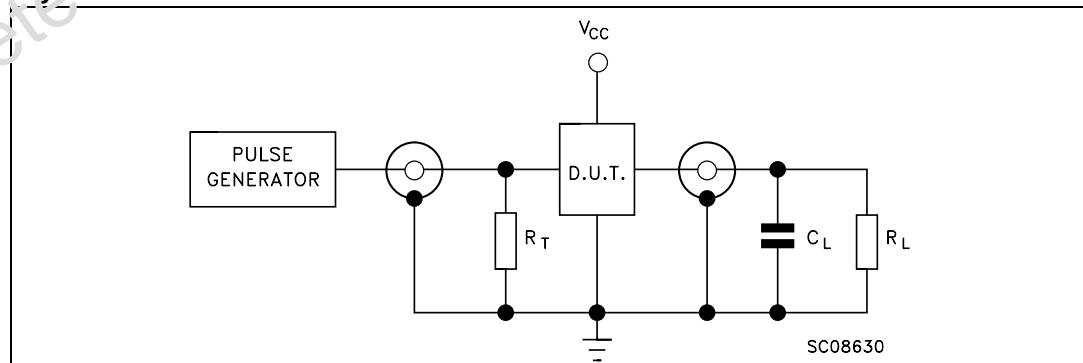 V_CC
PULSE
GENERATOR
D.U.T.
R_T
C_L
R_L
SC08630